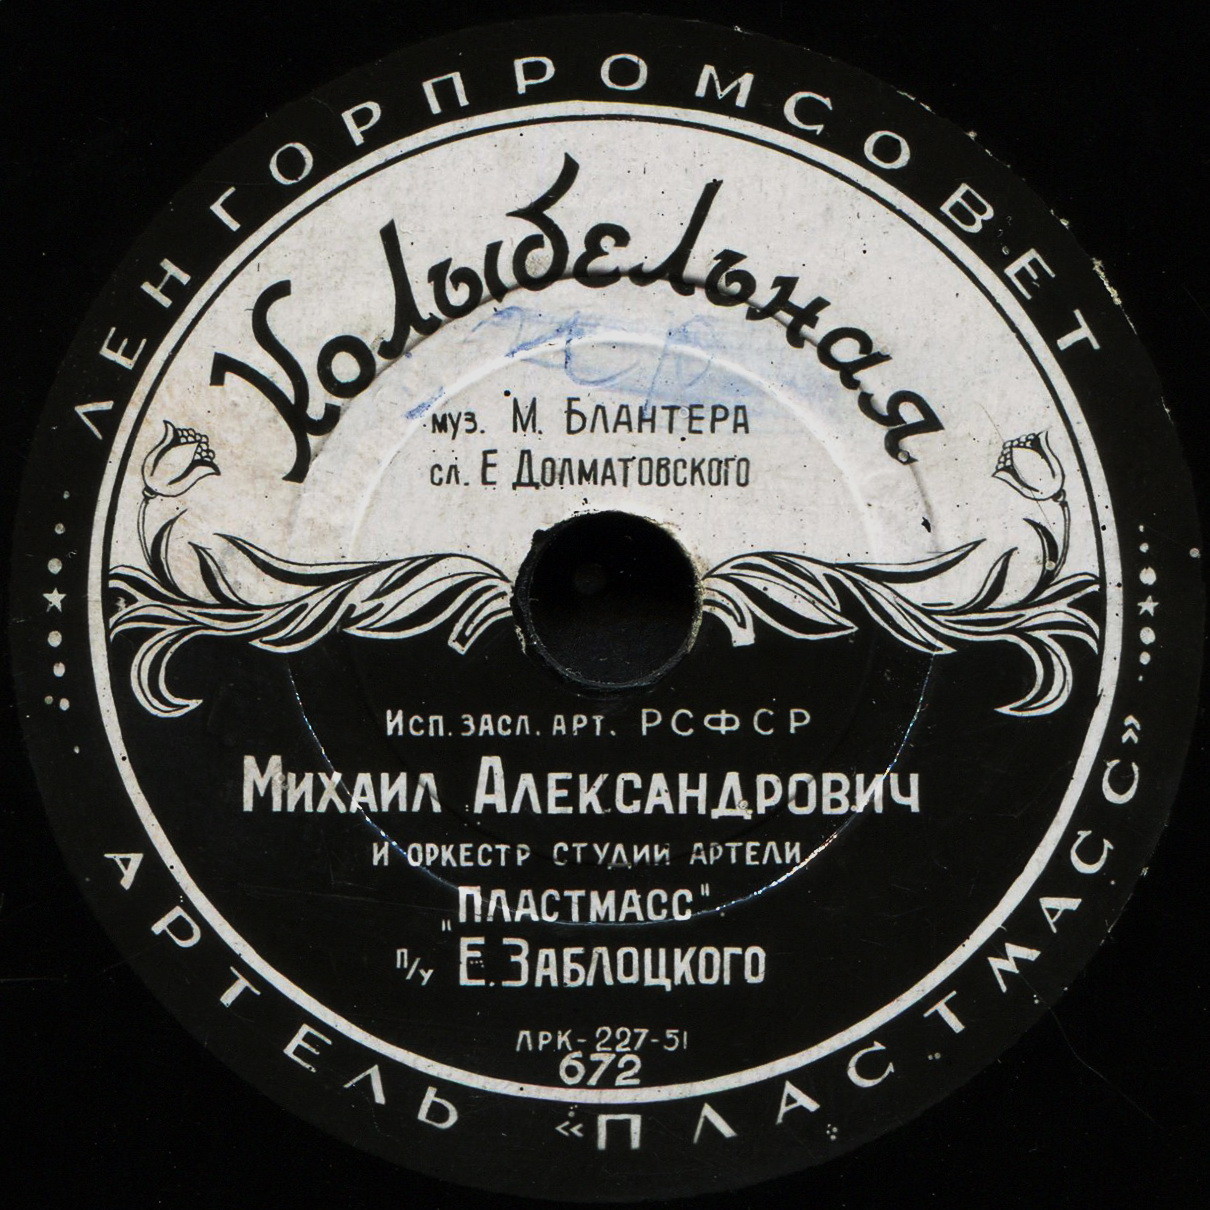 ЛЕНГОРПРОМСОВЕТ
Колыбельная
муз. М. Блантера
сл. Е Долматовского
Исп. засл. арт. РСФСР
Михаил Александрович
и оркестр студии артели
„Пластмасс"
п/у Е. Заблоцкого
ЛРК-227-51
672
АРТЕЛЬ «ПЛАСТМАСС»